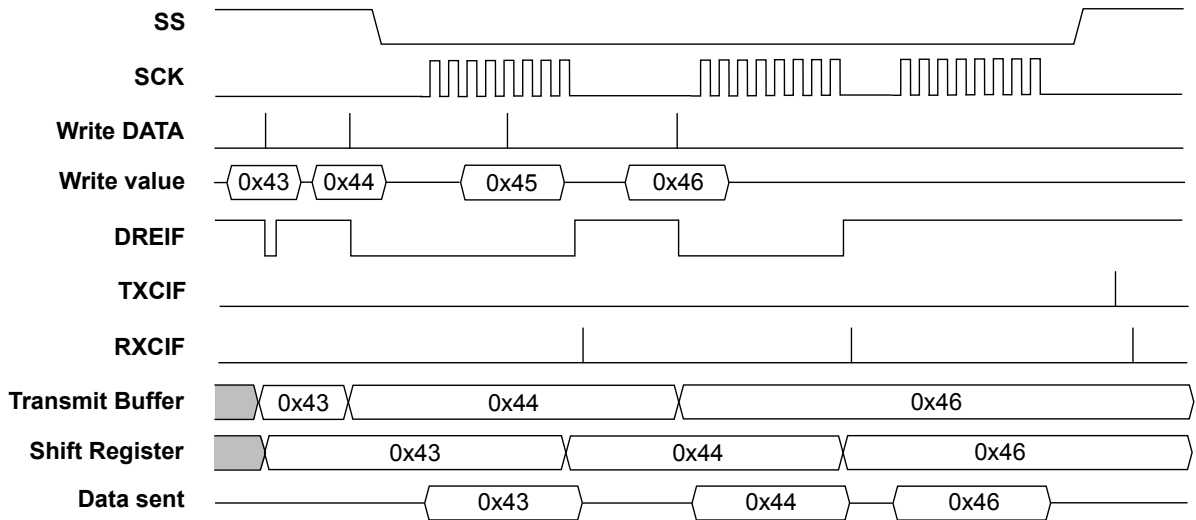 SS
SCK
Write DATA
Write value 0x43 0x44 0x45 0x46
DREIF
TXCIF
RXCIF
Transmit Buffer 0x43 0x44 0x46
Shift Register 0x43 0x44 0x46
Data sent 0x43 0x44 0x46